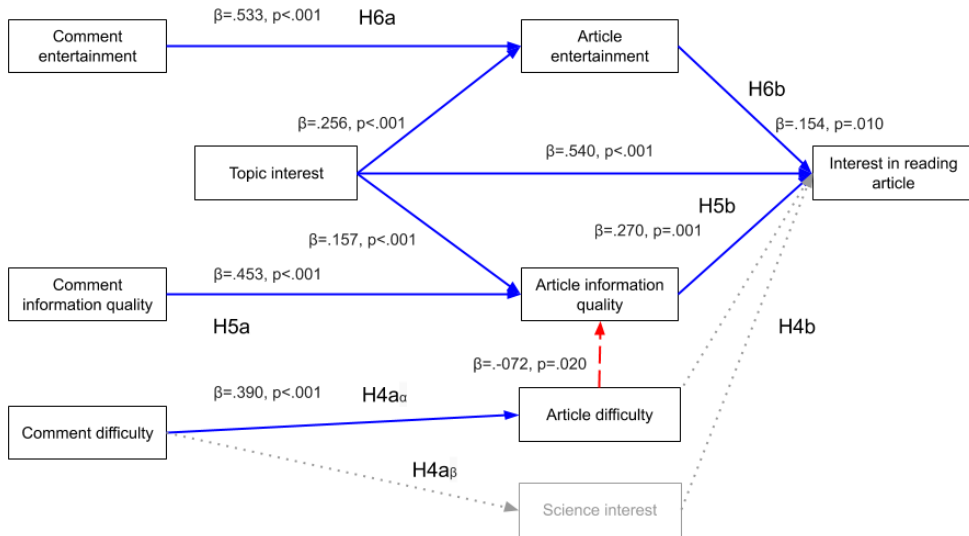 β=.533, p<.001
H6a
Comment
entertainment
Article
entertainment
H6b
β=.256, p<.001
β=.154, p=.010
Topic interest
β=.540, p<.001
Interest in reading
article
H5b
β=.157, p<.001
β=.270, p=.001
Comment
information quality
β=.453, p<.001
Article information
quality
H5a
H4b
β=.-072, p=.020
β=.390, p<.001
H4aα
Comment difficulty
Article difficulty
H4aβ
Science interest